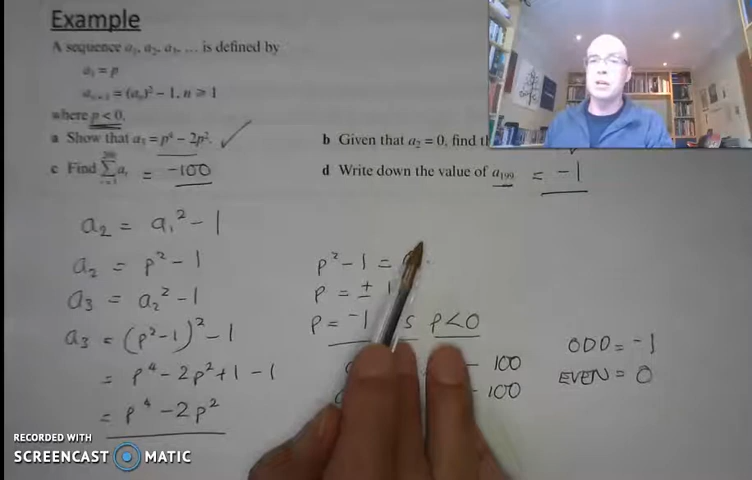 Example
A sequence a₁, a₂, a₃, ... is defined by
a₁ = p
aₙ₊₁ = (aₙ)² − 1, n ⩾ 1
where p < 0.
a Show that a₃ = p⁴ − 2p². ✓
b Given that a₂ = 0, find
c Find Σaᵣ = -100
d Write down the value of a₁₉₉ = -1
a₂ = a₁² - 1
a₂ = p² - 1
a₃ = a₂² - 1
a₃ = (p² - 1)² - 1
= p⁴ - 2p² + 1 - 1
= p⁴ - 2p²
p² - 1 =
p = ± 1
p = -1 p < 0
100
100
ODD = -1
EVEN = 0
RECORDED WITH
SCREENCAST MATIC